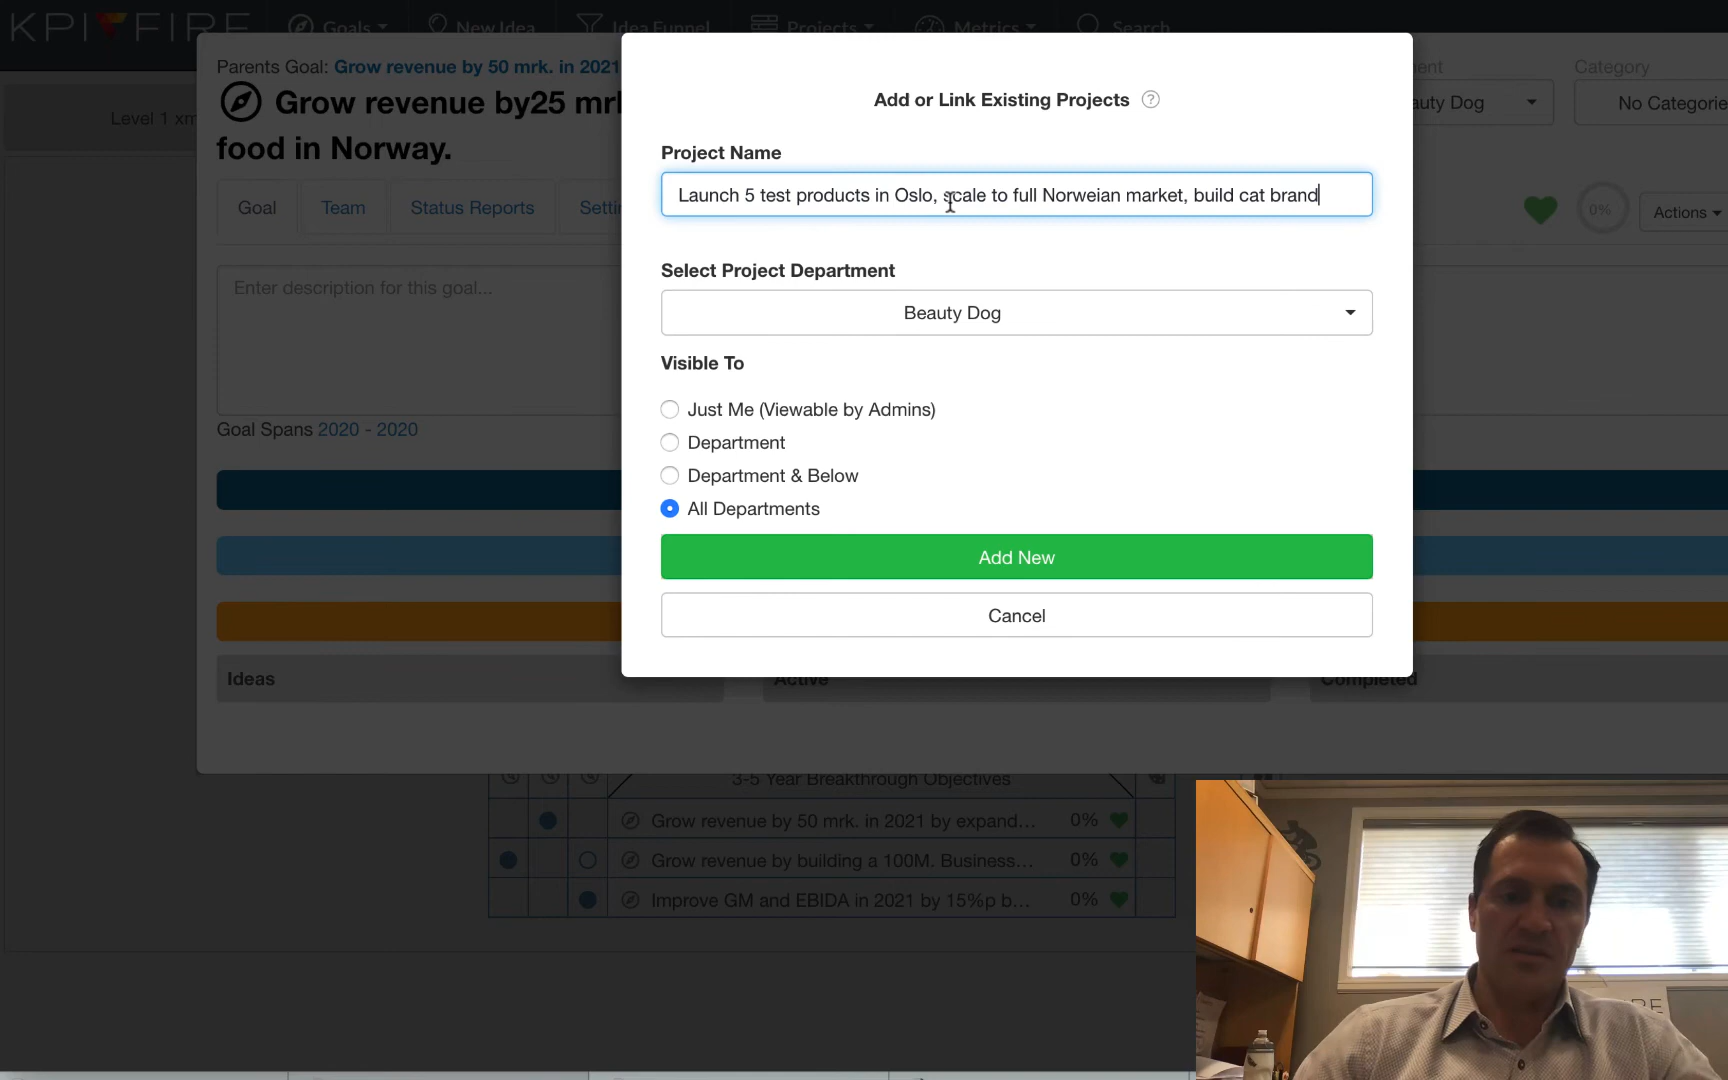 KPI FIRE
Goals
New Idea
Idea Funnel
Projects
Metrics
Search
Parents Goal: Grow revenue by 50 mrk. in 2021
Grow revenue by25
food in Norway.
Level 1
Goal
Team
Status Reports
Enter description for this goal...
Goal Spans 2020 - 2020
Add or Link Existing Projects ?
Project Name
Launch 5 test products in Oslo, scale to full Norweian market, build cat brand
Select Project Department
Beauty Dog
Visible To
Just Me (Viewable by Admins)
Department
Department & Below
All Departments
Add New
Cancel
Category
Dog
No
0%
Actions
Ideas
Active
Completed
3-5 Year Breakthrough Objectives
Grow revenue by 50 mrk. in 2021 by expand... 0%
Grow revenue by building a 100M. Business... 0%
Improve GM and EBIDA in 2021 by 15%p b... 0%